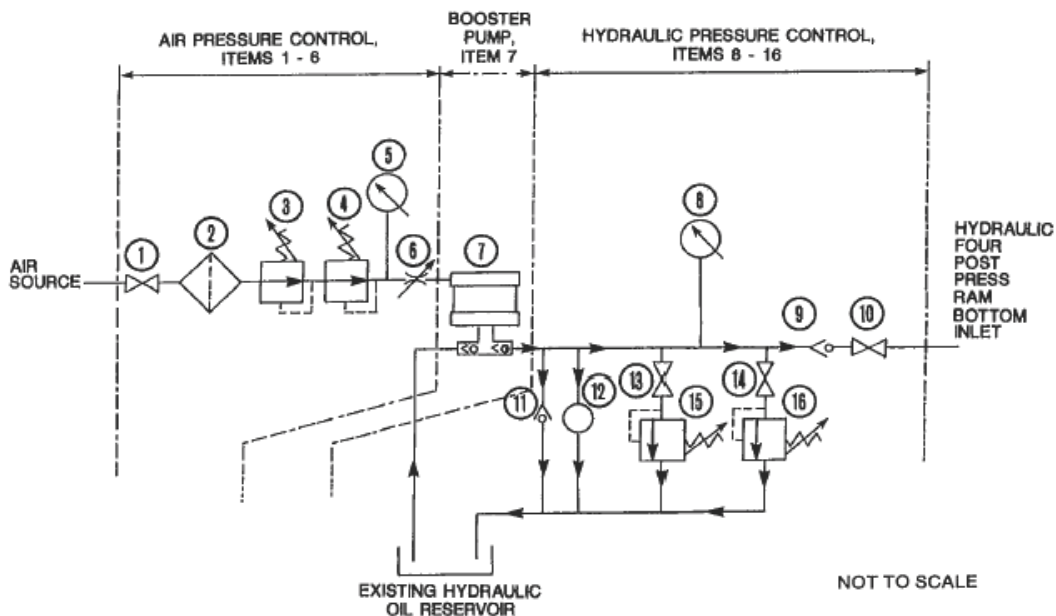 AIR PRESSURE CONTROL,
ITEMS 1 - 6
BOOSTER
PUMP,
ITEM 7
HYDRAULIC PRESSURE CONTROL,
ITEMS 8 - 16
5
3
4
8
1
2
6
7
AIR
SOURCE
HYDRAULIC
FOUR
POST
PRESS
RAM
BOTTOM
INLET
9
10
11
12
13
14
15
16
EXISTING HYDRAULIC
OIL RESERVOIR
NOT TO SCALE